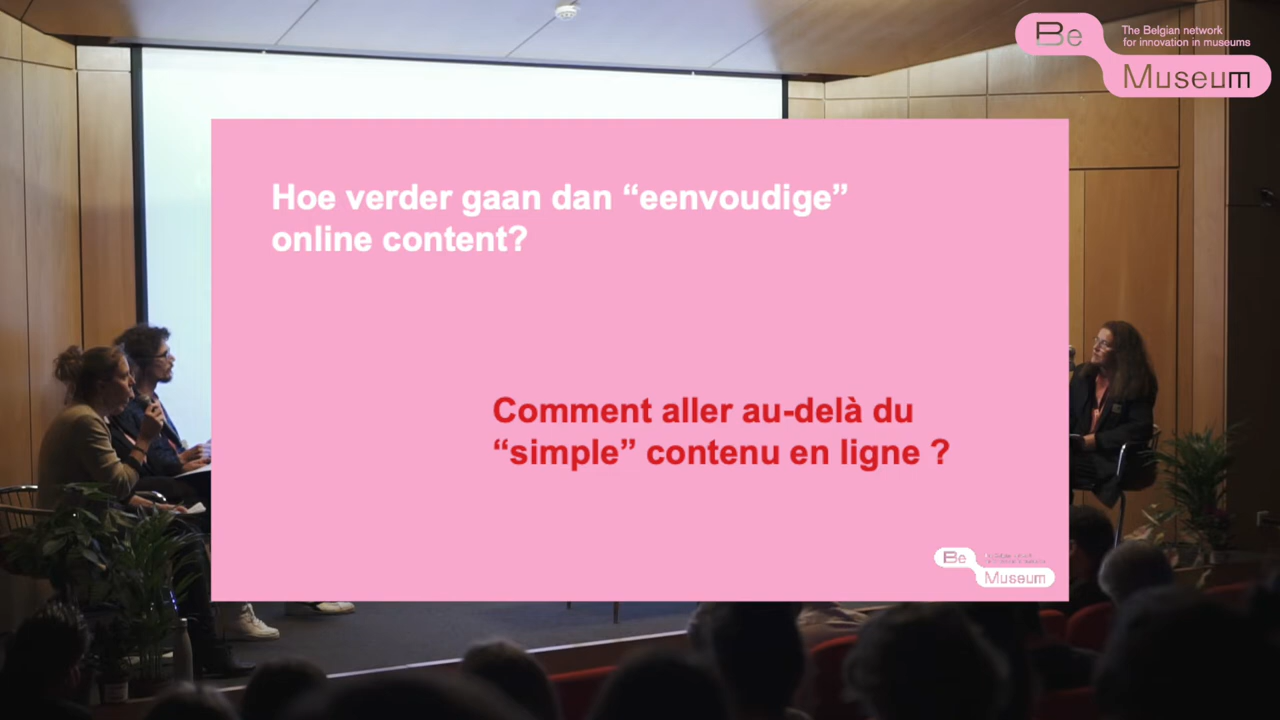 Be
The Belgian network
for innovation in museums
Museum
Hoe verder gaan dan “eenvoudige”
online content?
Comment aller au-delà du
“simple” contenu en ligne ?
Be
Museum